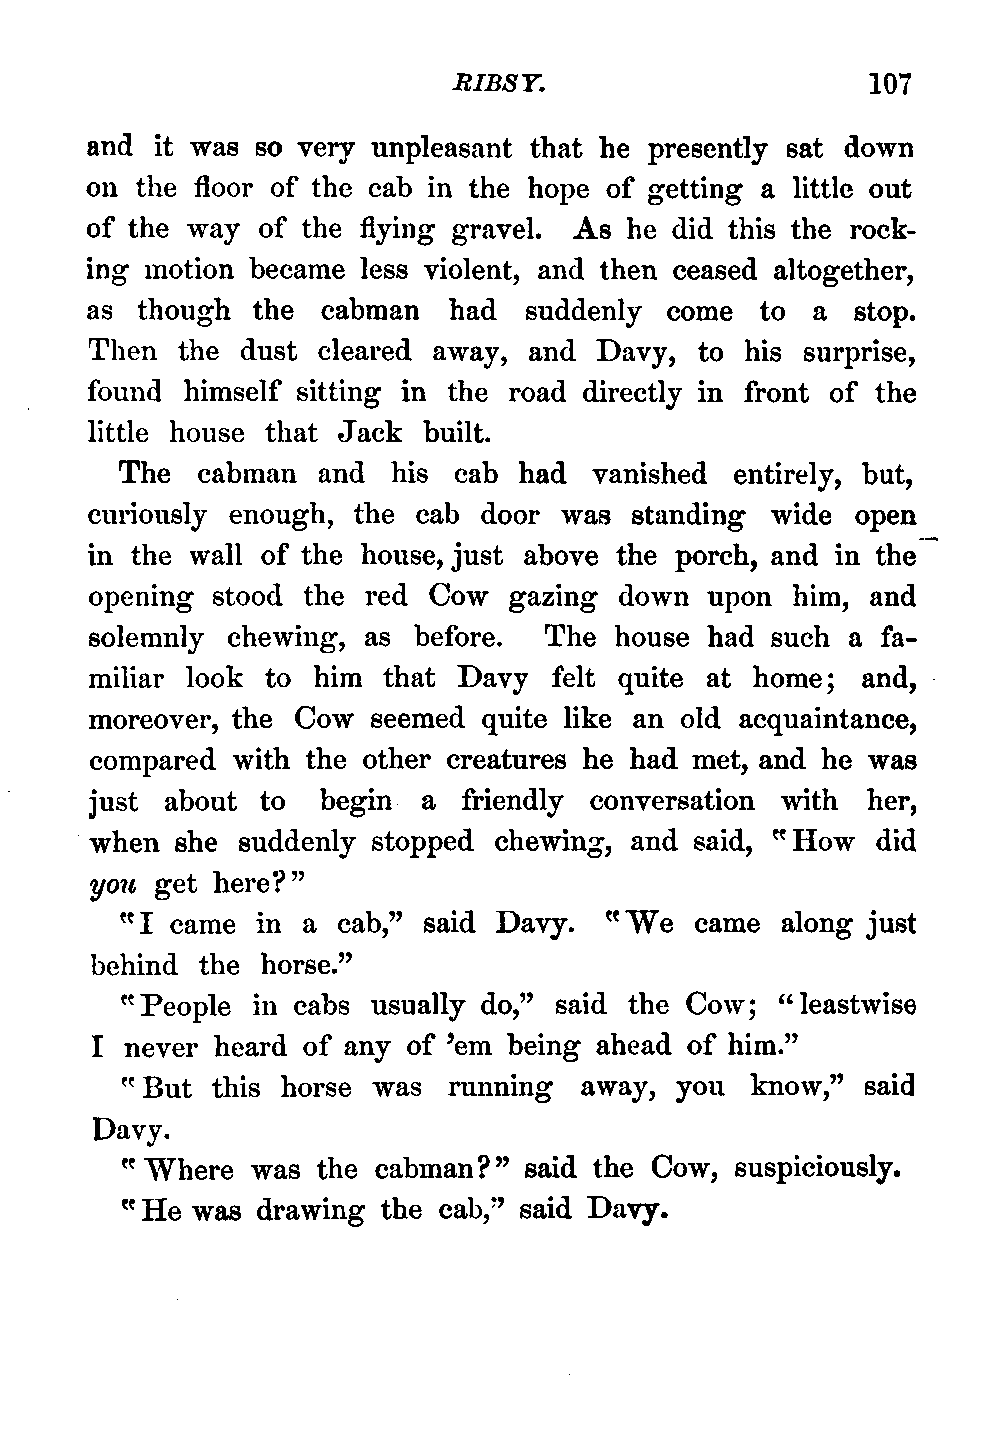 RIBSY. 107
and it was so very unpleasant that he presently sat down
on the floor of the cab in the hope of getting a little out
of the way of the flying gravel. As he did this the rock-
ing motion became less violent, and then ceased altogether,
as though the cabman had suddenly come to a stop.
Then the dust cleared away, and Davy, to his surprise,
found himself sitting in the road directly in front of the
little house that Jack built.
The cabman and his cab had vanished entirely, but,
curiously enough, the cab door was standing wide open
in the wall of the house, just above the porch, and in the
opening stood the red Cow gazing down upon him, and
solemnly chewing, as before. The house had such a fa-
miliar look to him that Davy felt quite at home; and,
moreover, the Cow seemed quite like an old acquaintance,
compared with the other creatures he had met, and he was
just about to begin a friendly conversation with her,
when she suddenly stopped chewing, and said, “How did
you get here?”
“I came in a cab,” said Davy. “We came along just
behind the horse.”
“People in cabs usually do,” said the Cow; “leastwise
I never heard of any of ’em being ahead of him.”
“But this horse was running away, you know,” said
Davy.
“Where was the cabman?” said the Cow, suspiciously.
“He was drawing the cab,” said Davy.